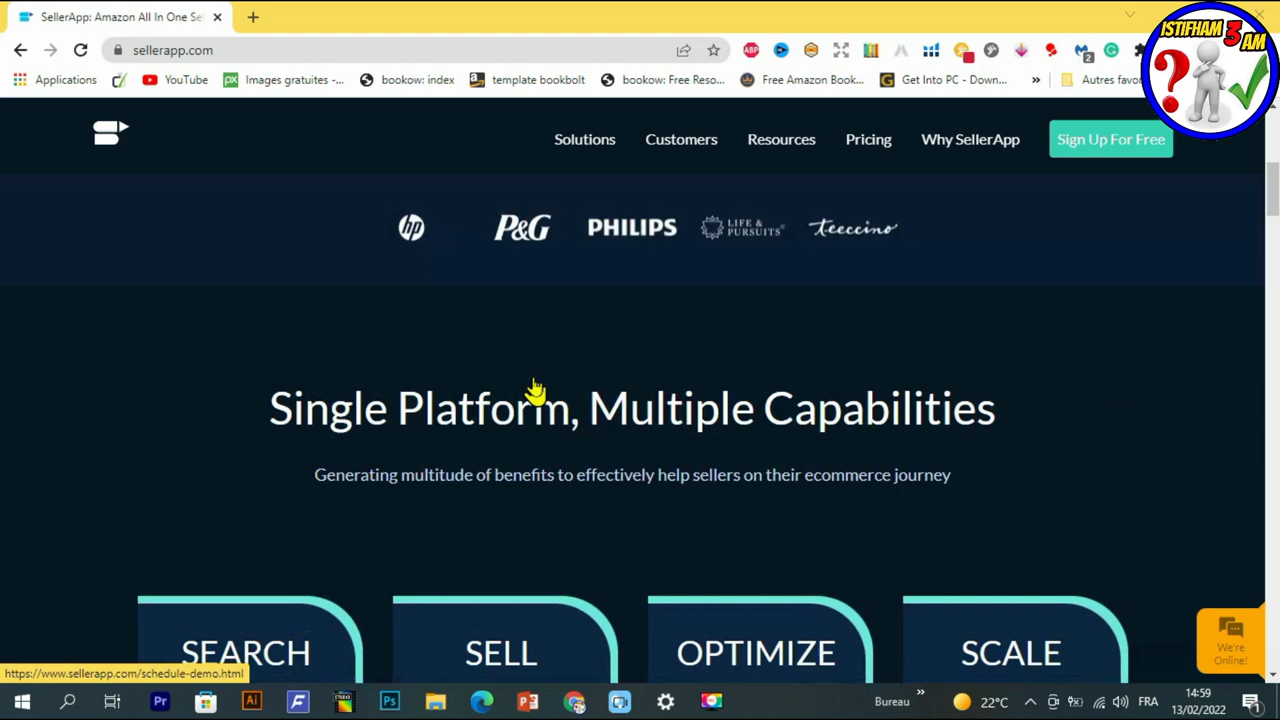 SellerApp: Amazon All In One Sel
sellerapp.com
Applications
YouTube
Images gratuites -...
bookow: index
template bookbolt
bookow: Free Reso...
Free Amazon Book...
Get Into PC - Down...
»
Autres favor
ISTIFHAM 3 AM
Solutions
Customers
Resources
Pricing
Why SellerApp
Sign Up For Free
hp
P&G
PHILIPS
LIFE &
PURSUITS
teeccino
Single Platform, Multiple Capabilities
Generating multitude of benefits to effectively help sellers on their ecommerce journey
SEARCH
SELL
OPTIMIZE
SCALE
We're
Online!
https://www.sellerapp.com/schedule-demo.html
Bureau
»
22°C
FRA
14:59
13/02/2022